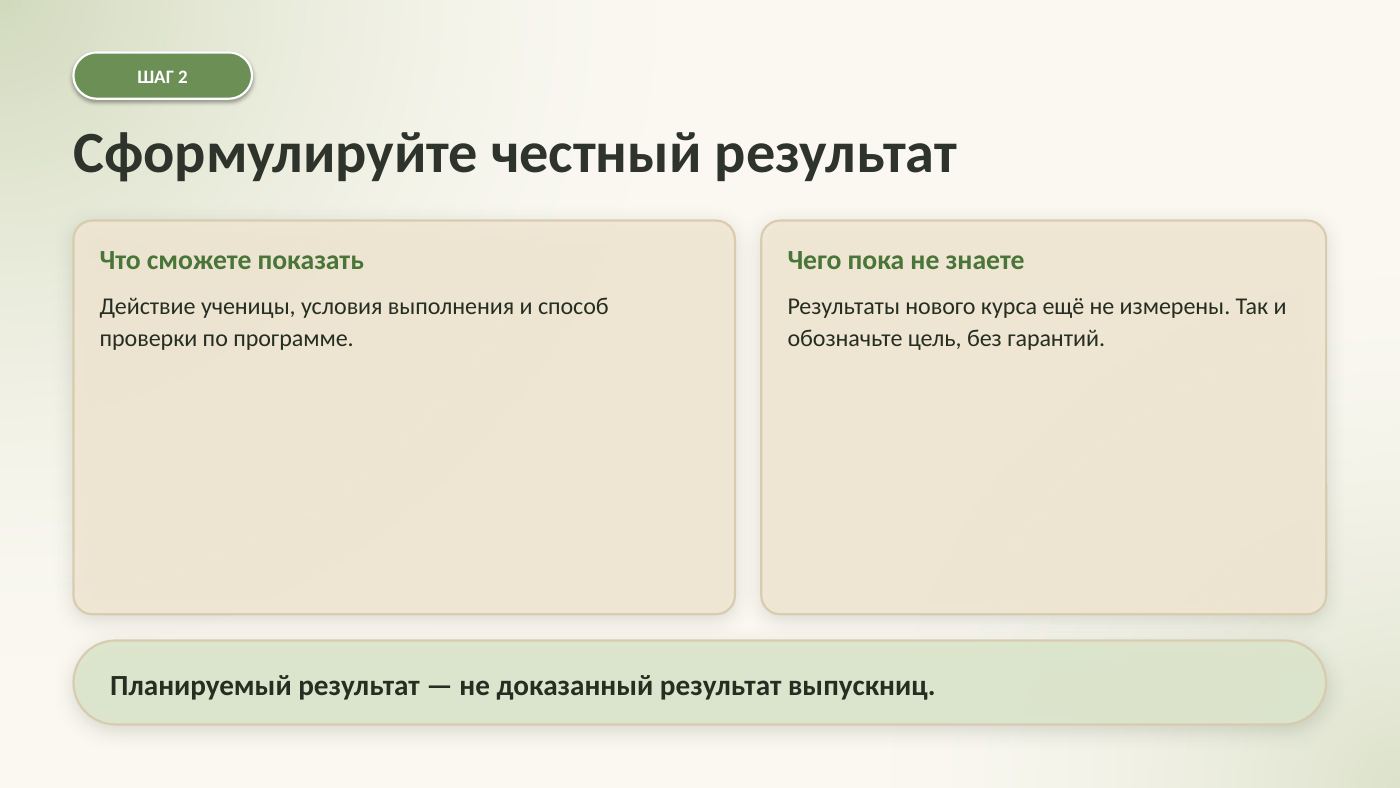 ШАГ 2
Сформулируйте честный результат
Что сможете показать
Действие ученицы, условия выполнения и способ
проверки по программе.
Чего пока не знаете
Результаты нового курса ещё не измерены. Так и
обозначьте цель, без гарантий.
Планируемый результат — не доказанный результат выпускниц.